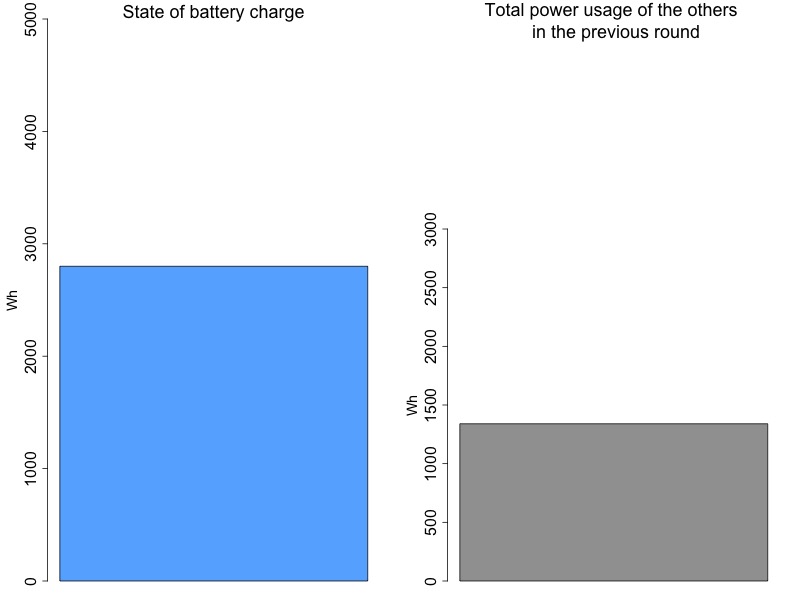 State of battery charge
5000
4000
3000
2000
1000
0
Wh
Total power usage of the others
in the previous round
3000
2500
2000
1500
1000
500
0
Wh